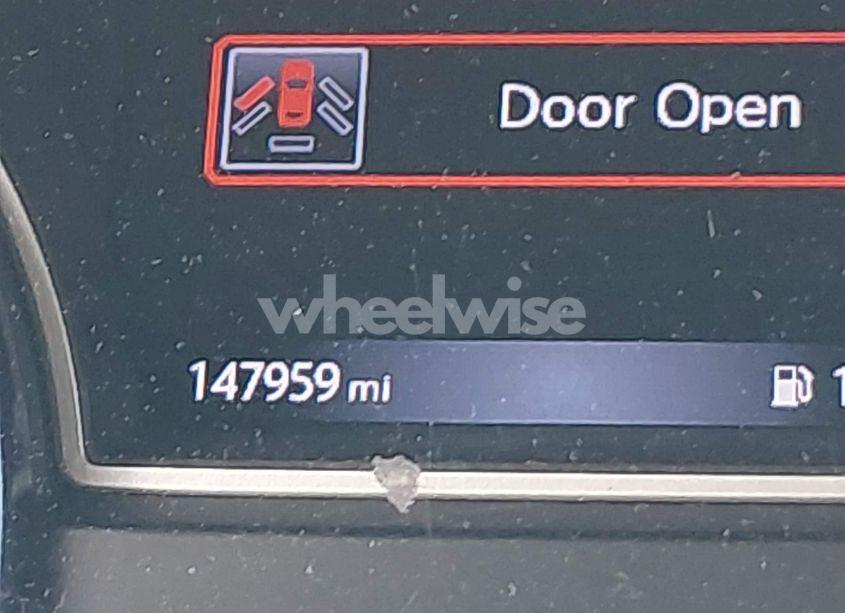 Door Open
wheelwise
147959 mi